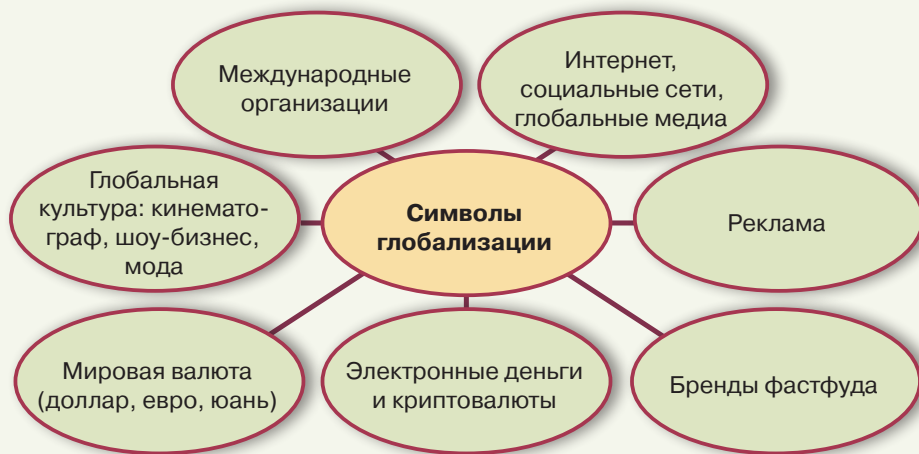 Международные
организации
Интернет,
социальные сети,
глобальные медиа
Глобальная
культура: кинемато-
граф, шоу-бизнес,
мода
Символы
глобализации
Реклама
Мировая валюта
(доллар, евро, юань)
Электронные деньги
и криптовалюты
Бренды фастфуда